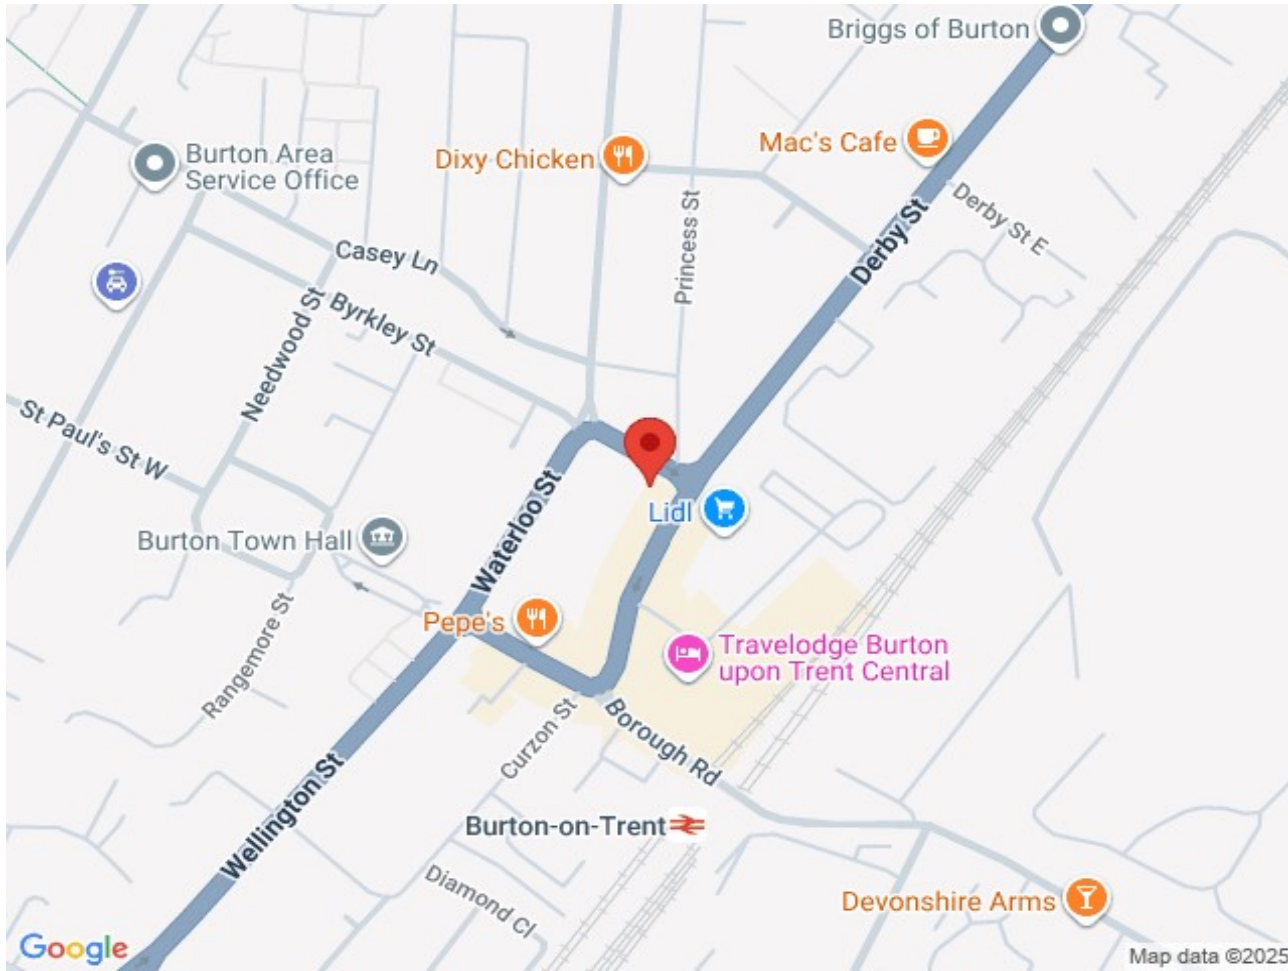 Briggs of Burton
Mac's Cafe
Burton Area
Service Office
Dixy Chicken
Derby St E
Princess St
Derby St
Casey Ln
Byrkley St
Needwood St
St Paul's St W
Waterloo St
Lidl
Burton Town Hall
Pepe's
Rangemore St
Travelodge Burton
upon Trent Central
Curzon St
Borough Rd
Wellington St
Burton-on-Trent
Diamond Cl
Devonshire Arms
Google
Map data ©2025